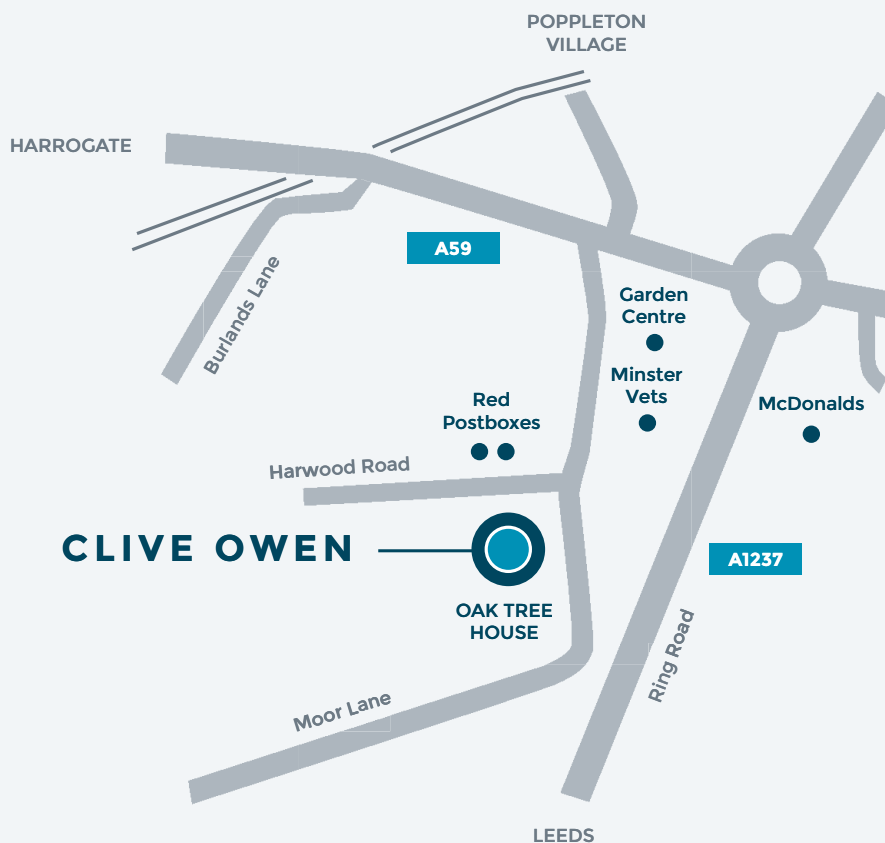 POPPLETON
VILLAGE
HARROGATE
A59
Burlands Lane
Garden
Centre
Minster
Vets
Red
Postboxes
McDonalds
Harwood Road
CLIVE OWEN
A1237
OAK TREE
HOUSE
Ring Road
Moor Lane
LEEDS